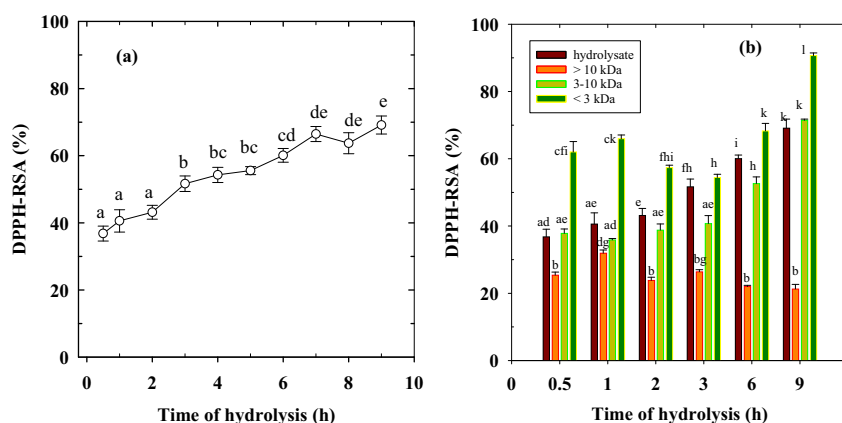 (a)
100
80
60
40
20
0
DPPH-RSA (%)
a
a
a
b
bc
bc
cd
de
de
e
0
2
4
6
8
10
Time of hydrolysis (h)
(b)
hydrolysate
> 10 kDa
3-10 kDa
< 3 kDa
100
80
60
40
20
0
DPPH-RSA (%)
ad
b
ae
cfi
ae
dg
ad
ck
e
b
ae
fhi
fh
bg
ae
h
i
b
h
k
k
b
k
l
0
0.5
1
2
3
6
9
Time of hydrolysis (h)